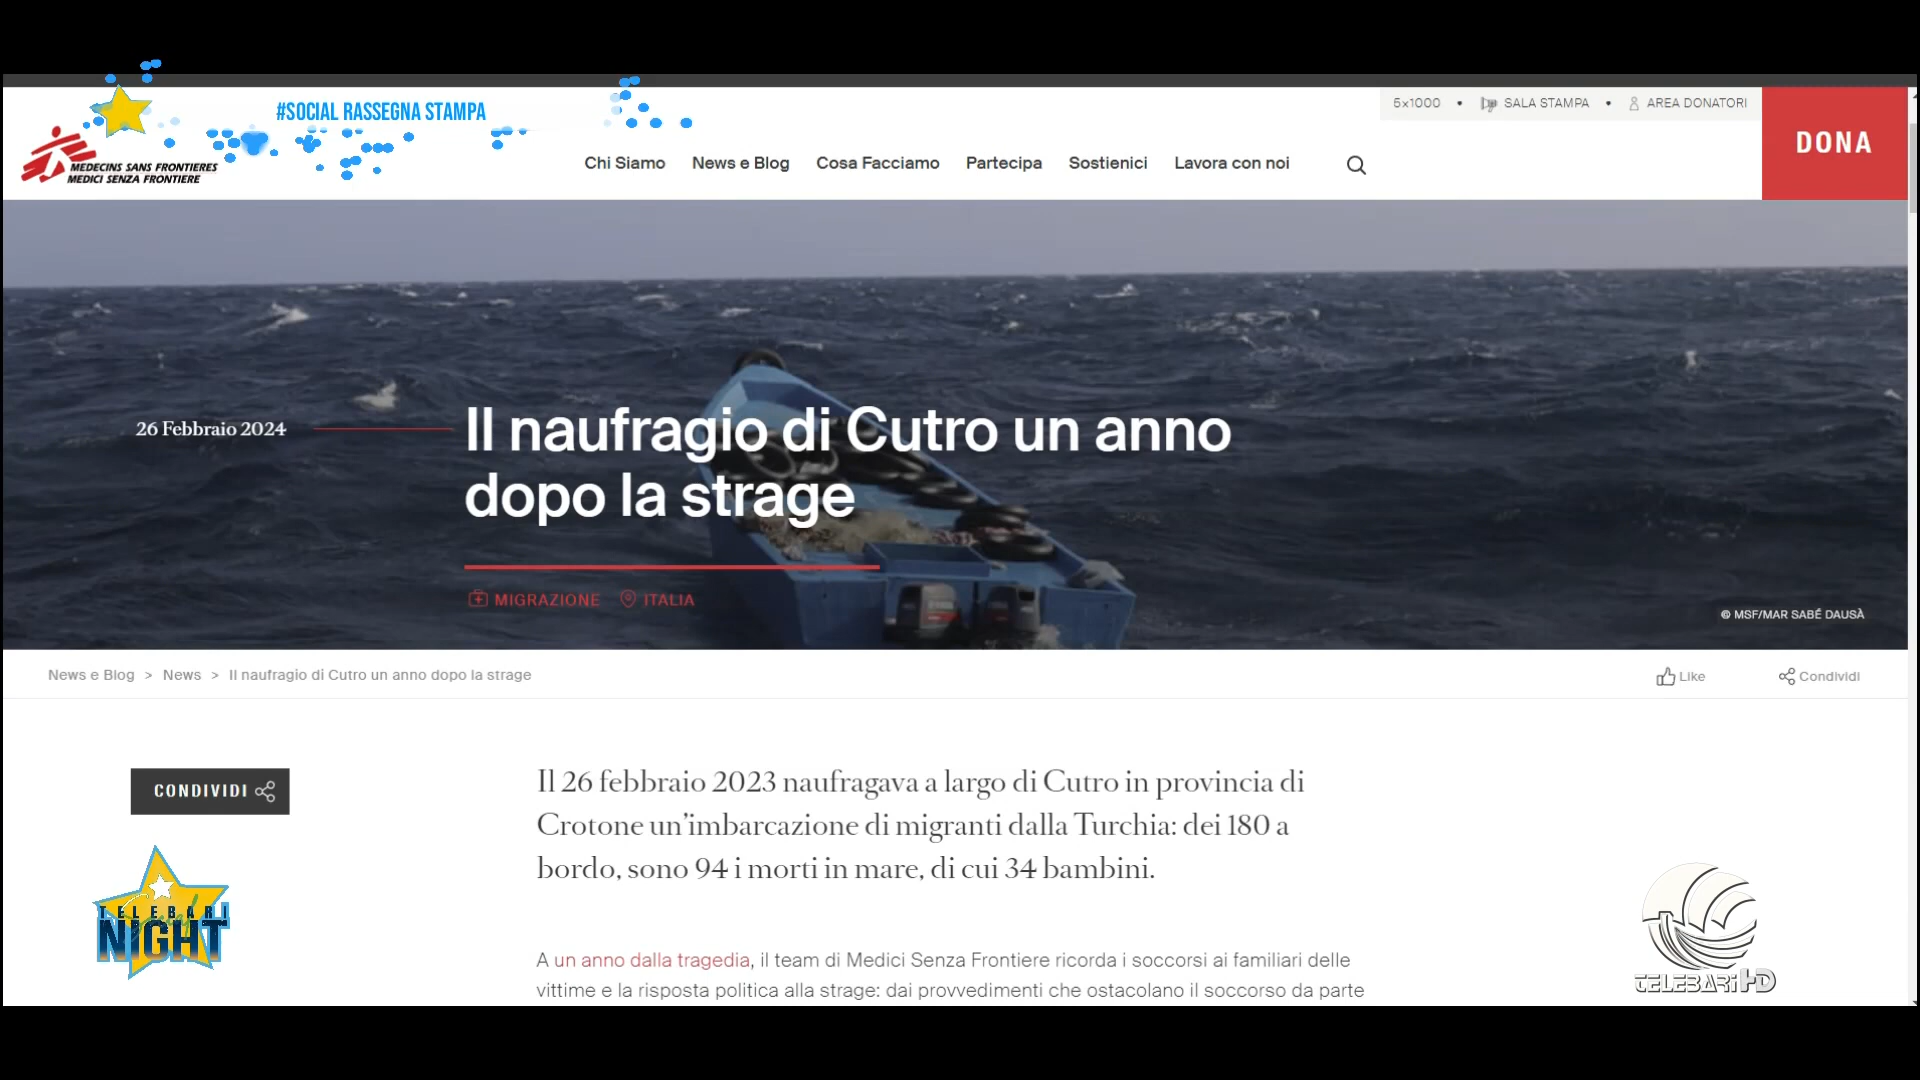 #SOCIAL RASSEGNA STAMPA
5x1000 • SALA STAMPA • AREA DONATORI
DONA
MEDECINS SANS FRONTIERES
MEDICI SENZA FRONTIERE
Chi Siamo News e Blog Cosa Facciamo Partecipa Sostienici Lavora con noi
26 Febbraio 2024
Il naufragio di Cutro un anno
dopo la strage
MIGRAZIONE ITALIA
© MSF/MAR SABÉ DAUSÀ
News e Blog > News > Il naufragio di Cutro un anno dopo la strage
Like Condividi
CONDIVIDI
Il 26 febbraio 2023 naufragava a largo di Cutro in provincia di
Crotone un’imbarcazione di migranti dalla Turchia: dei 180 a
bordo, sono 94 i morti in mare, di cui 34 bambini.
A un anno dalla tragedia, il team di Medici Senza Frontiere ricorda i soccorsi ai familiari delle
vittime e la risposta politica alla strage: dai provvedimenti che ostacolano il soccorso da parte
TELEBARI
NIGHT
TELEBARI HD